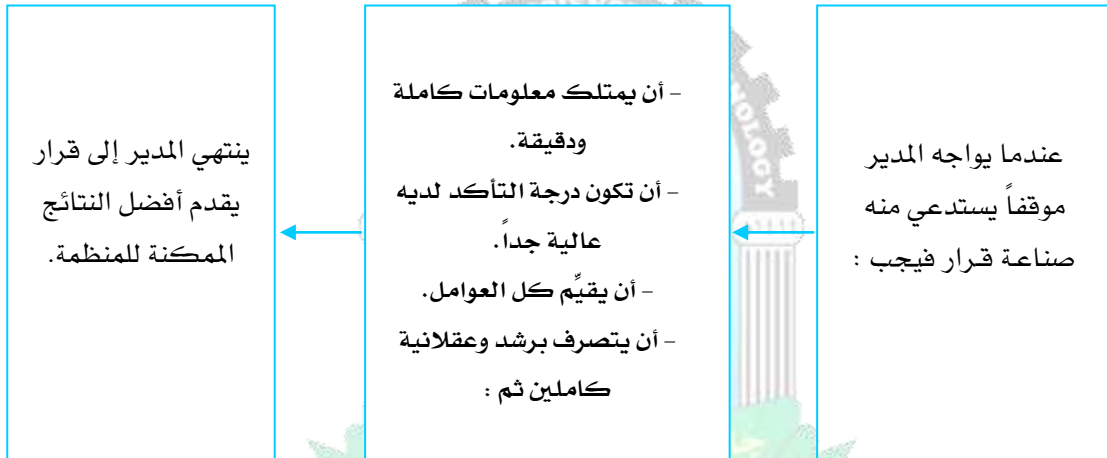 عندما يواجه المدير
موقفاً يستدعي منه
صناعة قرار فيجب :
- أن يمتلك معلومات كاملة
ودقيقة.
- أن تكون درجة التأكد لديه
عالية جداً.
- أن يقيِّم كل العوامل.
- أن يتصرف برشد وعقلانية
كاملين ثم :
ينتهي المدير إلى قرار
يقدم أفضل النتائج
الممكنة للمنظمة.